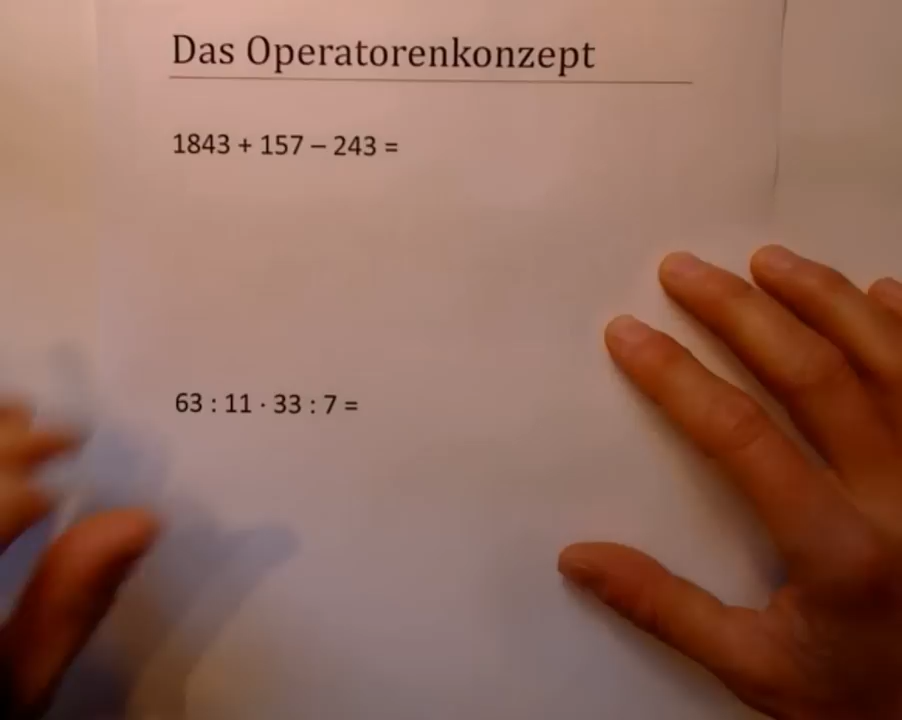 Das Operatorenkonzept
1843 + 157 – 243 =
63 : 11 · 33 : 7 =